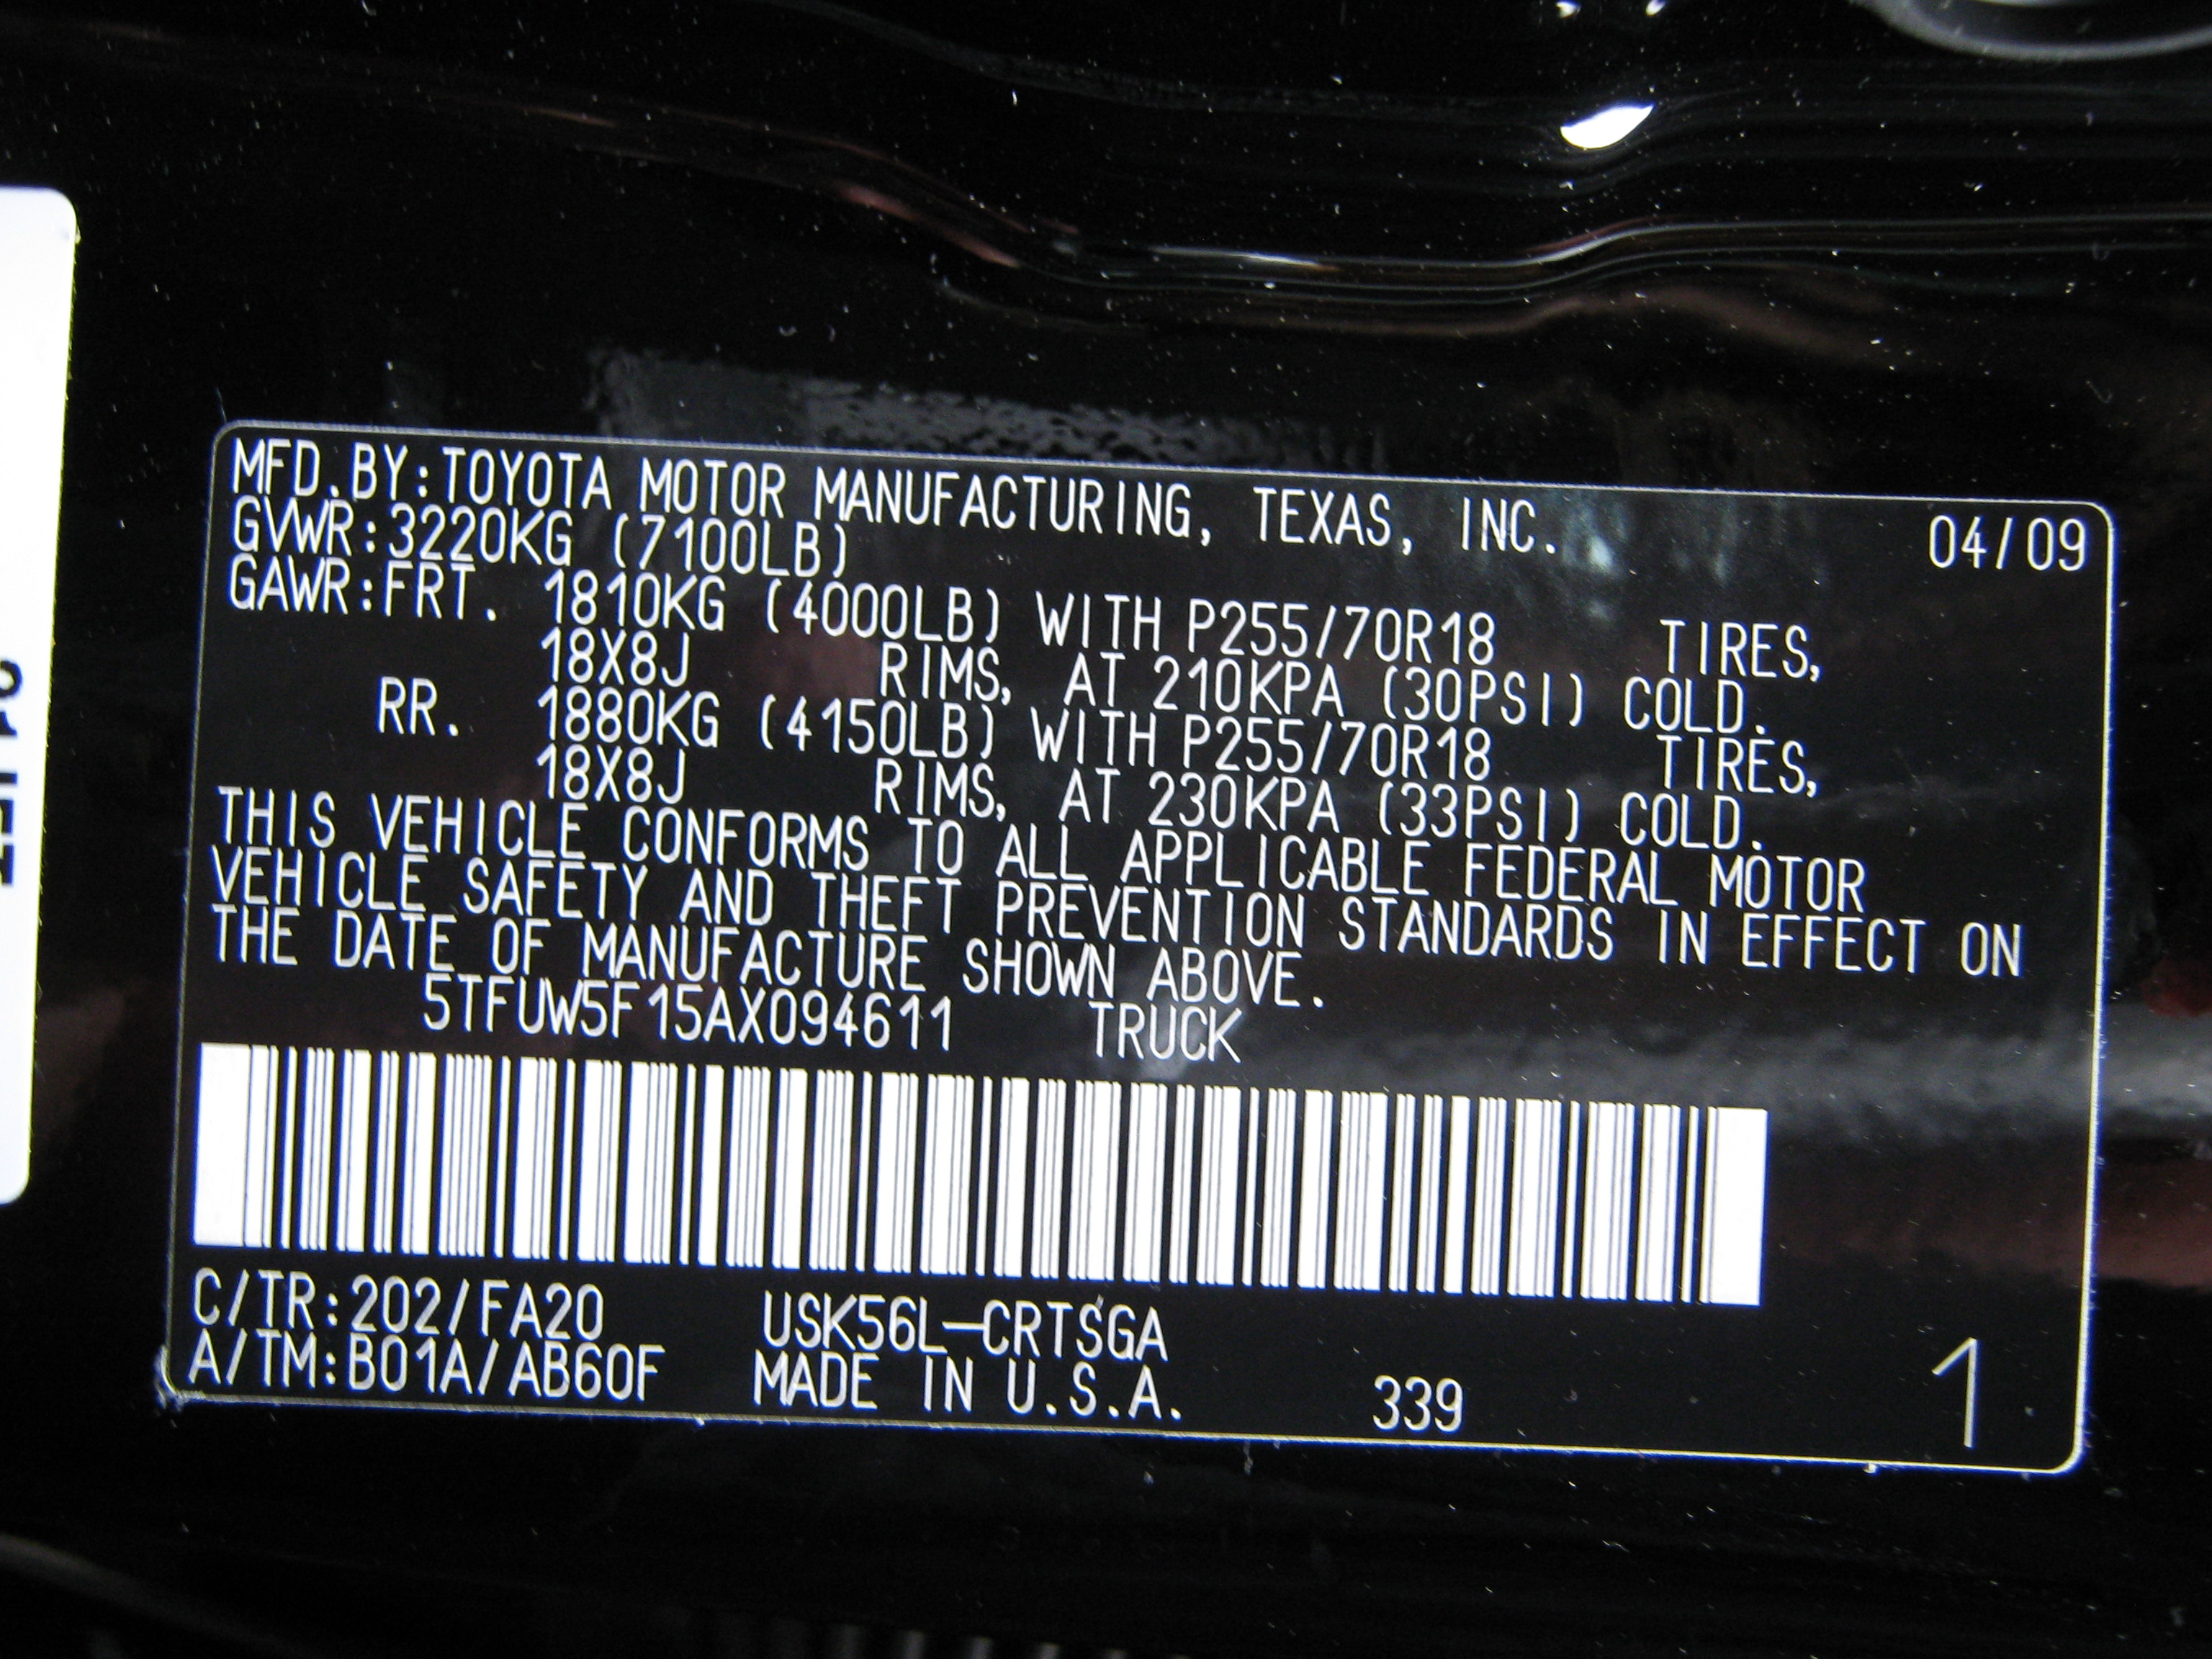 MFD.BY:TOYOTA MOTOR MANUFACTURING, TEXAS, INC. 04/09
GVWR:3220KG (7100LB)
GAWR:FRT. 1810KG (4000LB) WITH P255/70R18 TIRES,
18X8J RIMS, AT 210KPA (30PSI) COLD.
RR. 1880KG (4150LB) WITH P255/70R18 TIRES,
18X8J RIMS, AT 230KPA (33PSI) COLD.
THIS VEHICLE CONFORMS TO ALL APPLICABLE FEDERAL MOTOR
VEHICLE SAFETY AND THEFT PREVENTION STANDARDS IN EFFECT ON
THE DATE OF MANUFACTURE SHOWN ABOVE.
5TFUW5F15AX094611 TRUCK
C/TR:202/FA20 USK56L-CRTSGA
A/TM:B01A/AB60F MADE IN U.S.A. 339 1